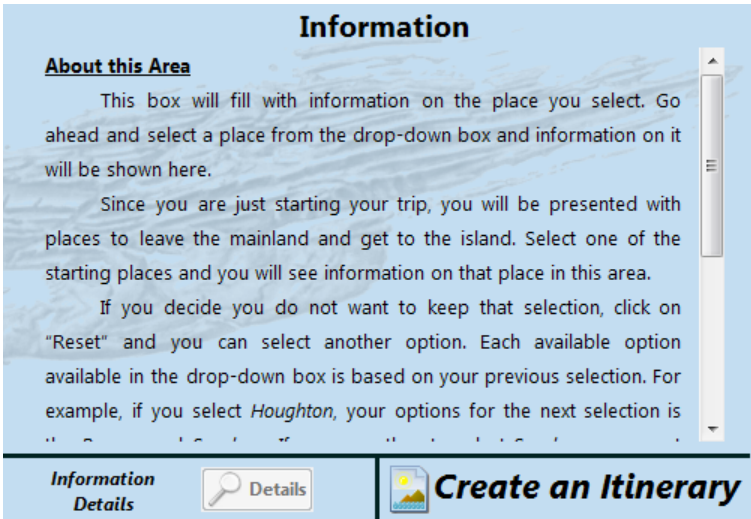 Information
About this Area
This box will fill with information on the place you select. Go
ahead and select a place from the drop-down box and information on it
will be shown here.
Since you are just starting your trip, you will be presented with
places to leave the mainland and get to the island. Select one of the
starting places and you will see information on that place in this area.
If you decide you do not want to keep that selection, click on
“Reset” and you can select another option. Each available option
available in the drop-down box is based on your previous selection. For
example, if you select Houghton, your options for the next selection is
Information
Details
Details
Create an Itinerary